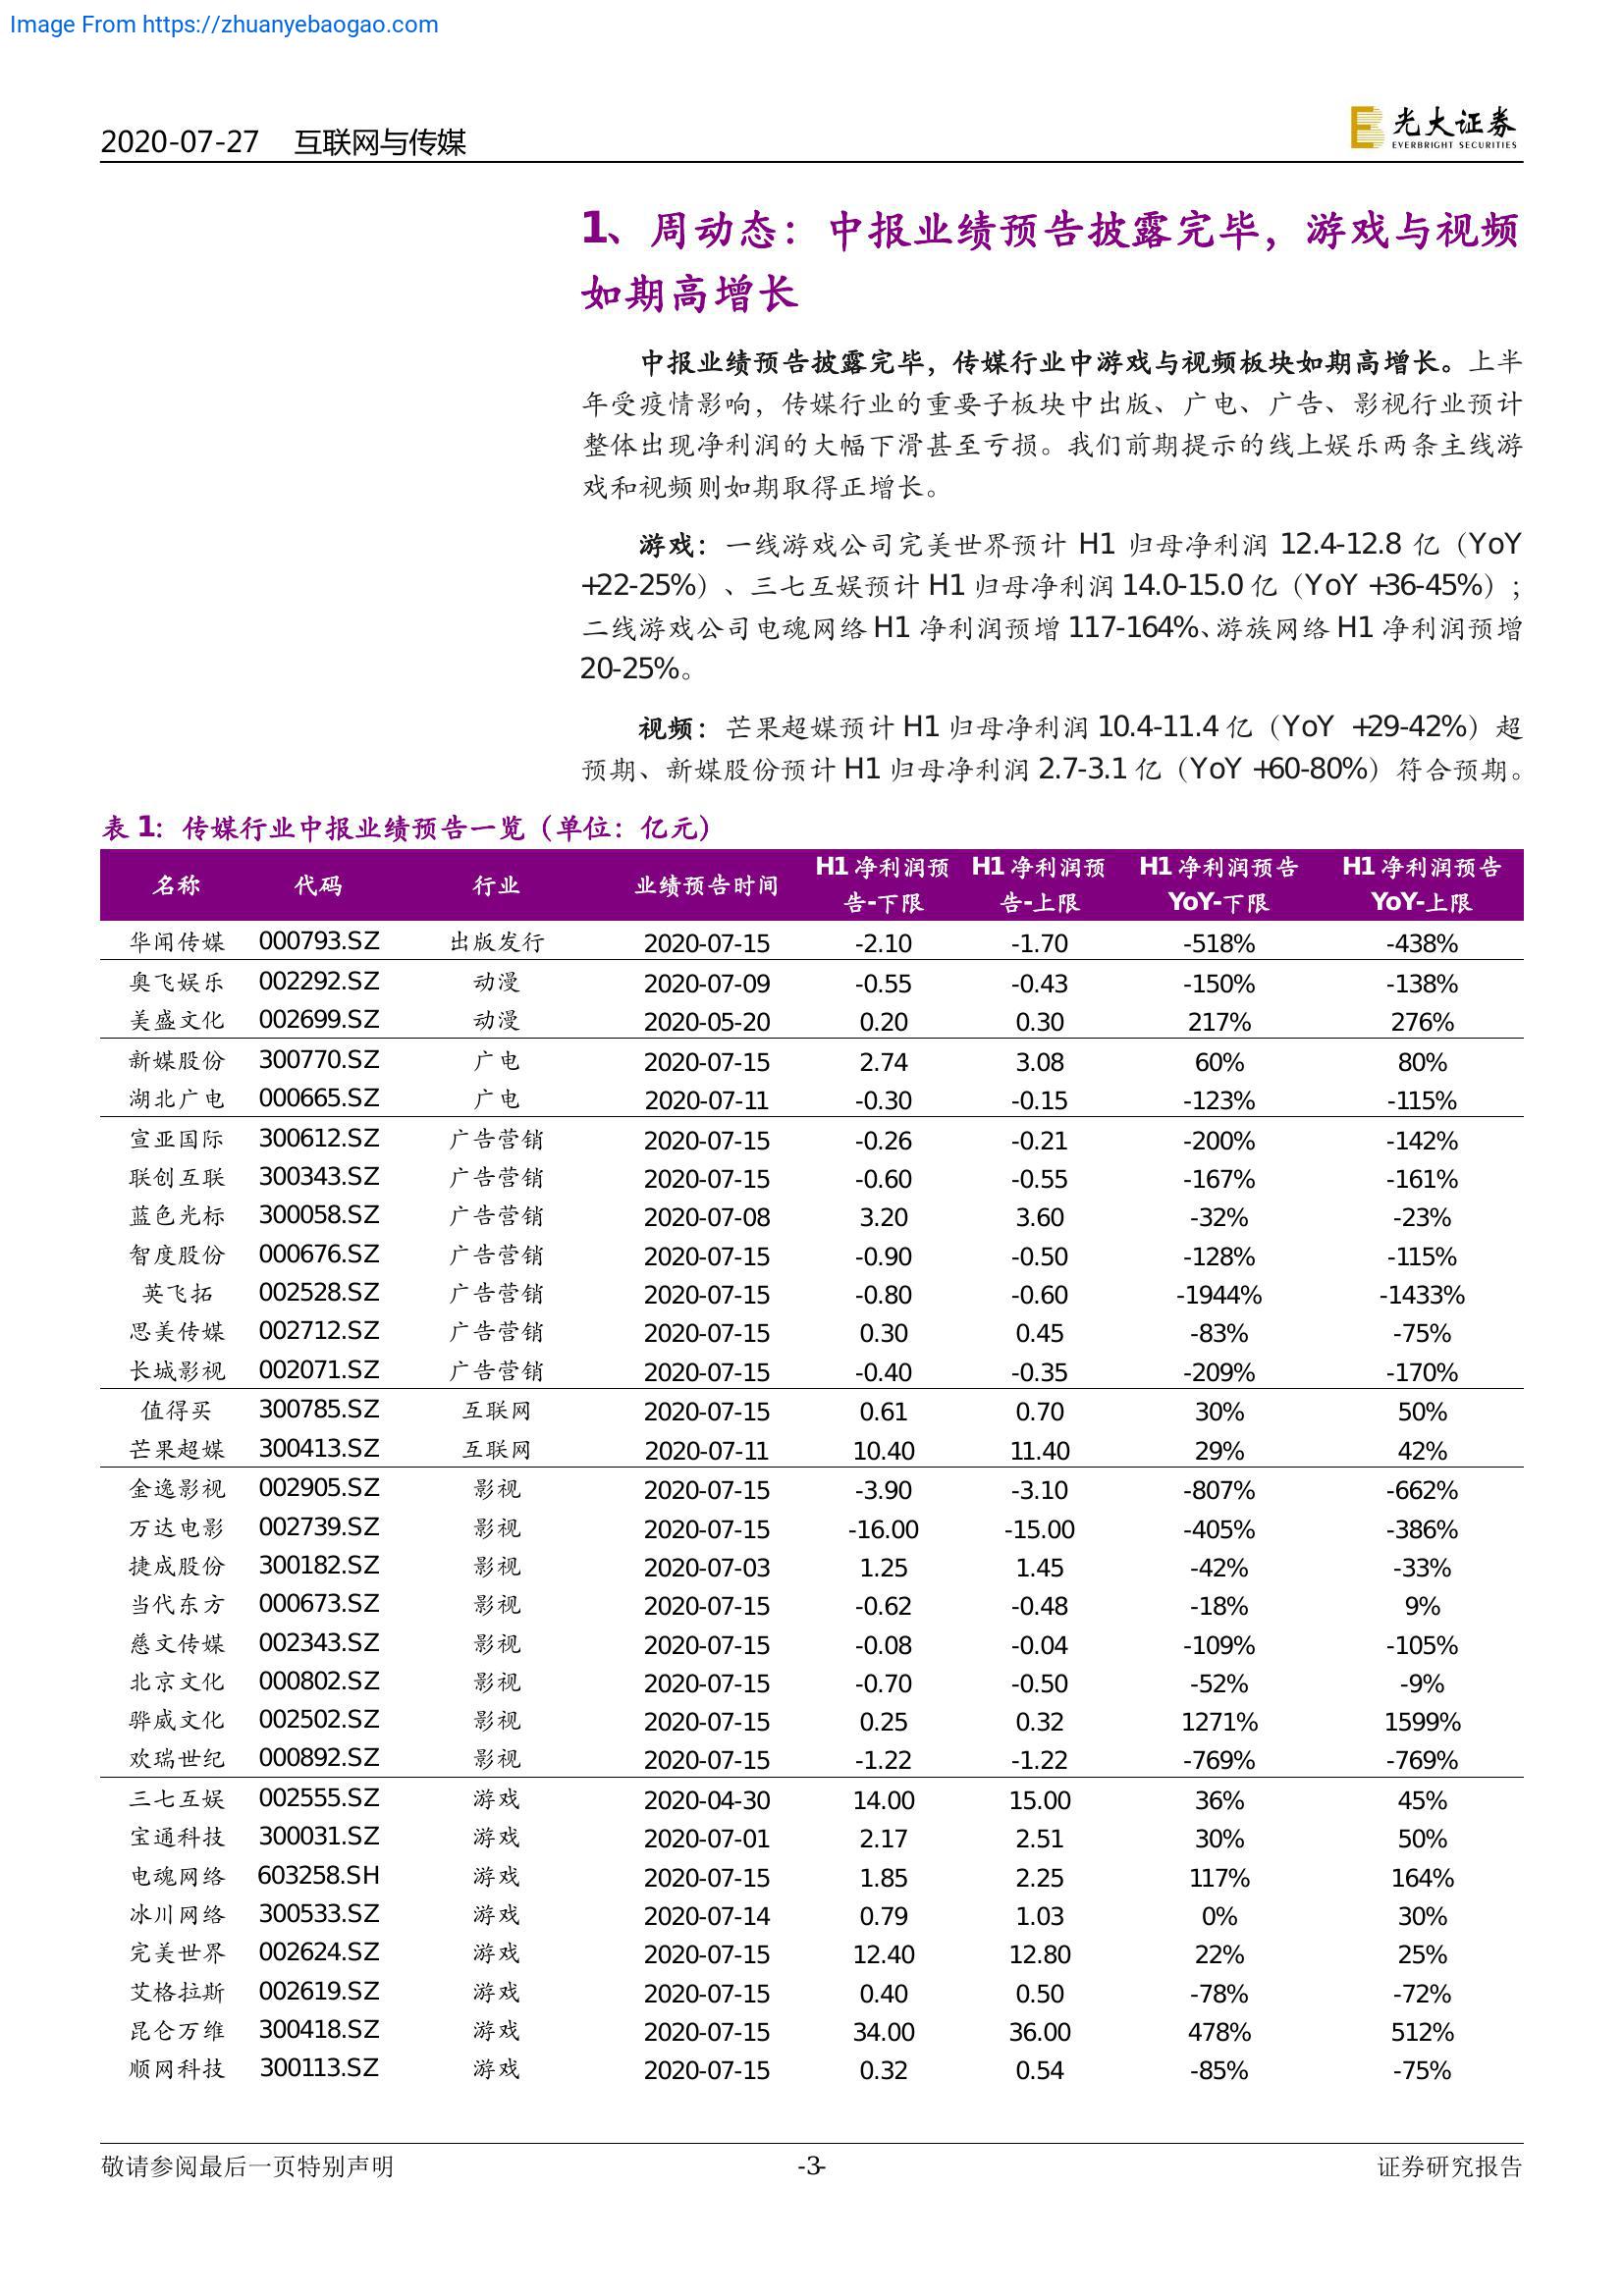 Image From https://zhuanyebaogao.com
2020-07-27 互联网与传媒
光大证券
EVERBRIGHT SECURITIES
1、周动态：中报业绩预告披露完毕，游戏与视频
如期高增长
中报业绩预告披露完毕，传媒行业中游戏与视频板块如期高增长。上半
年受疫情影响，传媒行业的重要子板块中出版、广电、广告、影视行业预计
整体出现净利润的大幅下滑甚至亏损。我们前期提示的线上娱乐两条主线游
戏和视频则如期取得正增长。
游戏：一线游戏公司完美世界预计 H1 归母净利润 12.4-12.8 亿（YoY
+22-25%）、三七互娱预计 H1 归母净利润 14.0-15.0 亿（YoY +36-45%）；
二线游戏公司电魂网络 H1 净利润预增 117-164%、游族网络 H1 净利润预增
20-25%。
视频：芒果超媒预计 H1 归母净利润 10.4-11.4 亿（YoY +29-42%）超
预期、新媒股份预计 H1 归母净利润 2.7-3.1 亿（YoY +60-80%）符合预期。
表 1：传媒行业中报业绩预告一览（单位：亿元）
名称 代码 行业 业绩预告时间 H1 净利润预告-下限 H1 净利润预告-上限 H1 净利润预告YoY-下限 H1 净利润预告YoY-上限
华闻传媒 000793.SZ 出版发行 2020-07-15 -2.10 -1.70 -518% -438%
奥飞娱乐 002292.SZ 动漫 2020-07-09 -0.55 -0.43 -150% -138%
美盛文化 002699.SZ 动漫 2020-05-20 0.20 0.30 217% 276%
新媒股份 300770.SZ 广电 2020-07-15 2.74 3.08 60% 80%
湖北广电 000665.SZ 广电 2020-07-11 -0.30 -0.15 -123% -115%
宣亚国际 300612.SZ 广告营销 2020-07-15 -0.26 -0.21 -200% -142%
联创互联 300343.SZ 广告营销 2020-07-15 -0.60 -0.55 -167% -161%
蓝色光标 300058.SZ 广告营销 2020-07-08 3.20 3.60 -32% -23%
智度股份 000676.SZ 广告营销 2020-07-15 -0.90 -0.50 -128% -115%
英飞拓 002528.SZ 广告营销 2020-07-15 -0.80 -0.60 -1944% -1433%
思美传媒 002712.SZ 广告营销 2020-07-15 0.30 0.45 -83% -75%
长城影视 002071.SZ 广告营销 2020-07-15 -0.40 -0.35 -209% -170%
值得买 300785.SZ 互联网 2020-07-15 0.61 0.70 30% 50%
芒果超媒 300413.SZ 互联网 2020-07-11 10.40 11.40 29% 42%
金逸影视 002905.SZ 影视 2020-07-15 -3.90 -3.10 -807% -662%
万达电影 002739.SZ 影视 2020-07-15 -16.00 -15.00 -405% -386%
捷成股份 300182.SZ 影视 2020-07-03 1.25 1.45 -42% -33%
当代东方 000673.SZ 影视 2020-07-15 -0.62 -0.48 -18% 9%
慈文传媒 002343.SZ 影视 2020-07-15 -0.08 -0.04 -109% -105%
北京文化 000802.SZ 影视 2020-07-15 -0.70 -0.50 -52% -9%
骅威文化 002502.SZ 影视 2020-07-15 0.25 0.32 1271% 1599%
欢瑞世纪 000892.SZ 影视 2020-07-15 -1.22 -1.22 -769% -769%
三七互娱 002555.SZ 游戏 2020-04-30 14.00 15.00 36% 45%
宝通科技 300031.SZ 游戏 2020-07-01 2.17 2.51 30% 50%
电魂网络 603258.SH 游戏 2020-07-15 1.85 2.25 117% 164%
冰川网络 300533.SZ 游戏 2020-07-14 0.79 1.03 0% 30%
完美世界 002624.SZ 游戏 2020-07-15 12.40 12.80 22% 25%
艾格拉斯 002619.SZ 游戏 2020-07-15 0.40 0.50 -78% -72%
昆仑万维 300418.SZ 游戏 2020-07-15 34.00 36.00 478% 512%
顺网科技 300113.SZ 游戏 2020-07-15 0.32 0.54 -85% -75%
敬请参阅最后一页特别声明 -3- 证券研究报告